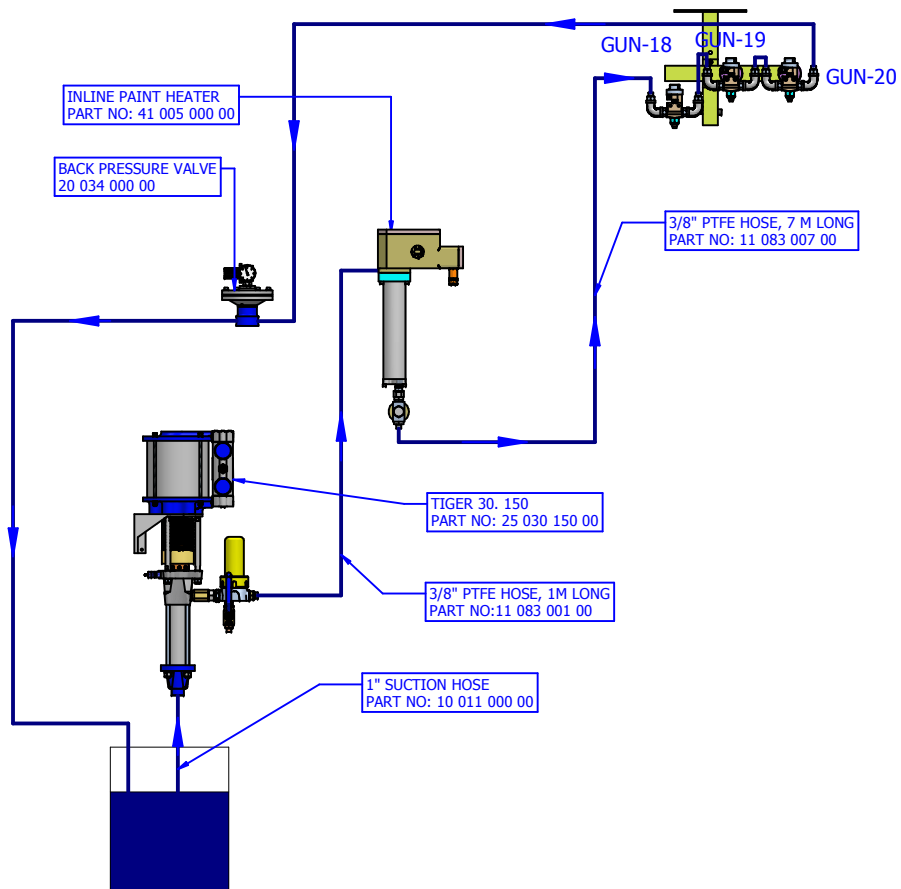 GUN-18
GUN-19
GUN-20
INLINE PAINT HEATER
PART NO: 41 005 000 00
BACK PRESSURE VALVE
20 034 000 00
3/8" PTFE HOSE, 7 M LONG
PART NO: 11 083 007 00
TIGER 30. 150
PART NO: 25 030 150 00
3/8" PTFE HOSE, 1M LONG
PART NO:11 083 001 00
1" SUCTION HOSE
PART NO: 10 011 000 00